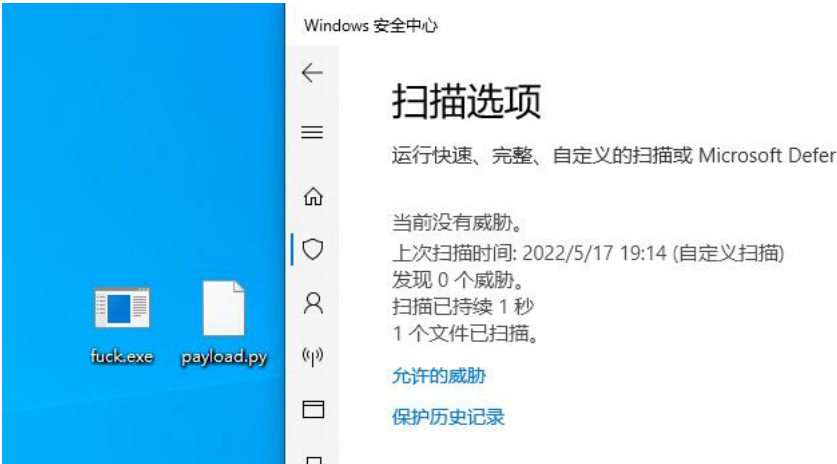 Windows 安全中心
扫描选项
运行快速、完整、自定义的扫描或 Microsoft Defer
当前没有威胁。
上次扫描时间: 2022/5/17 19:14 (自定义扫描)
发现 0 个威胁。
扫描已持续 1 秒
1 个文件已扫描。
允许的威胁
保护历史记录
fuck.exe
payload.py